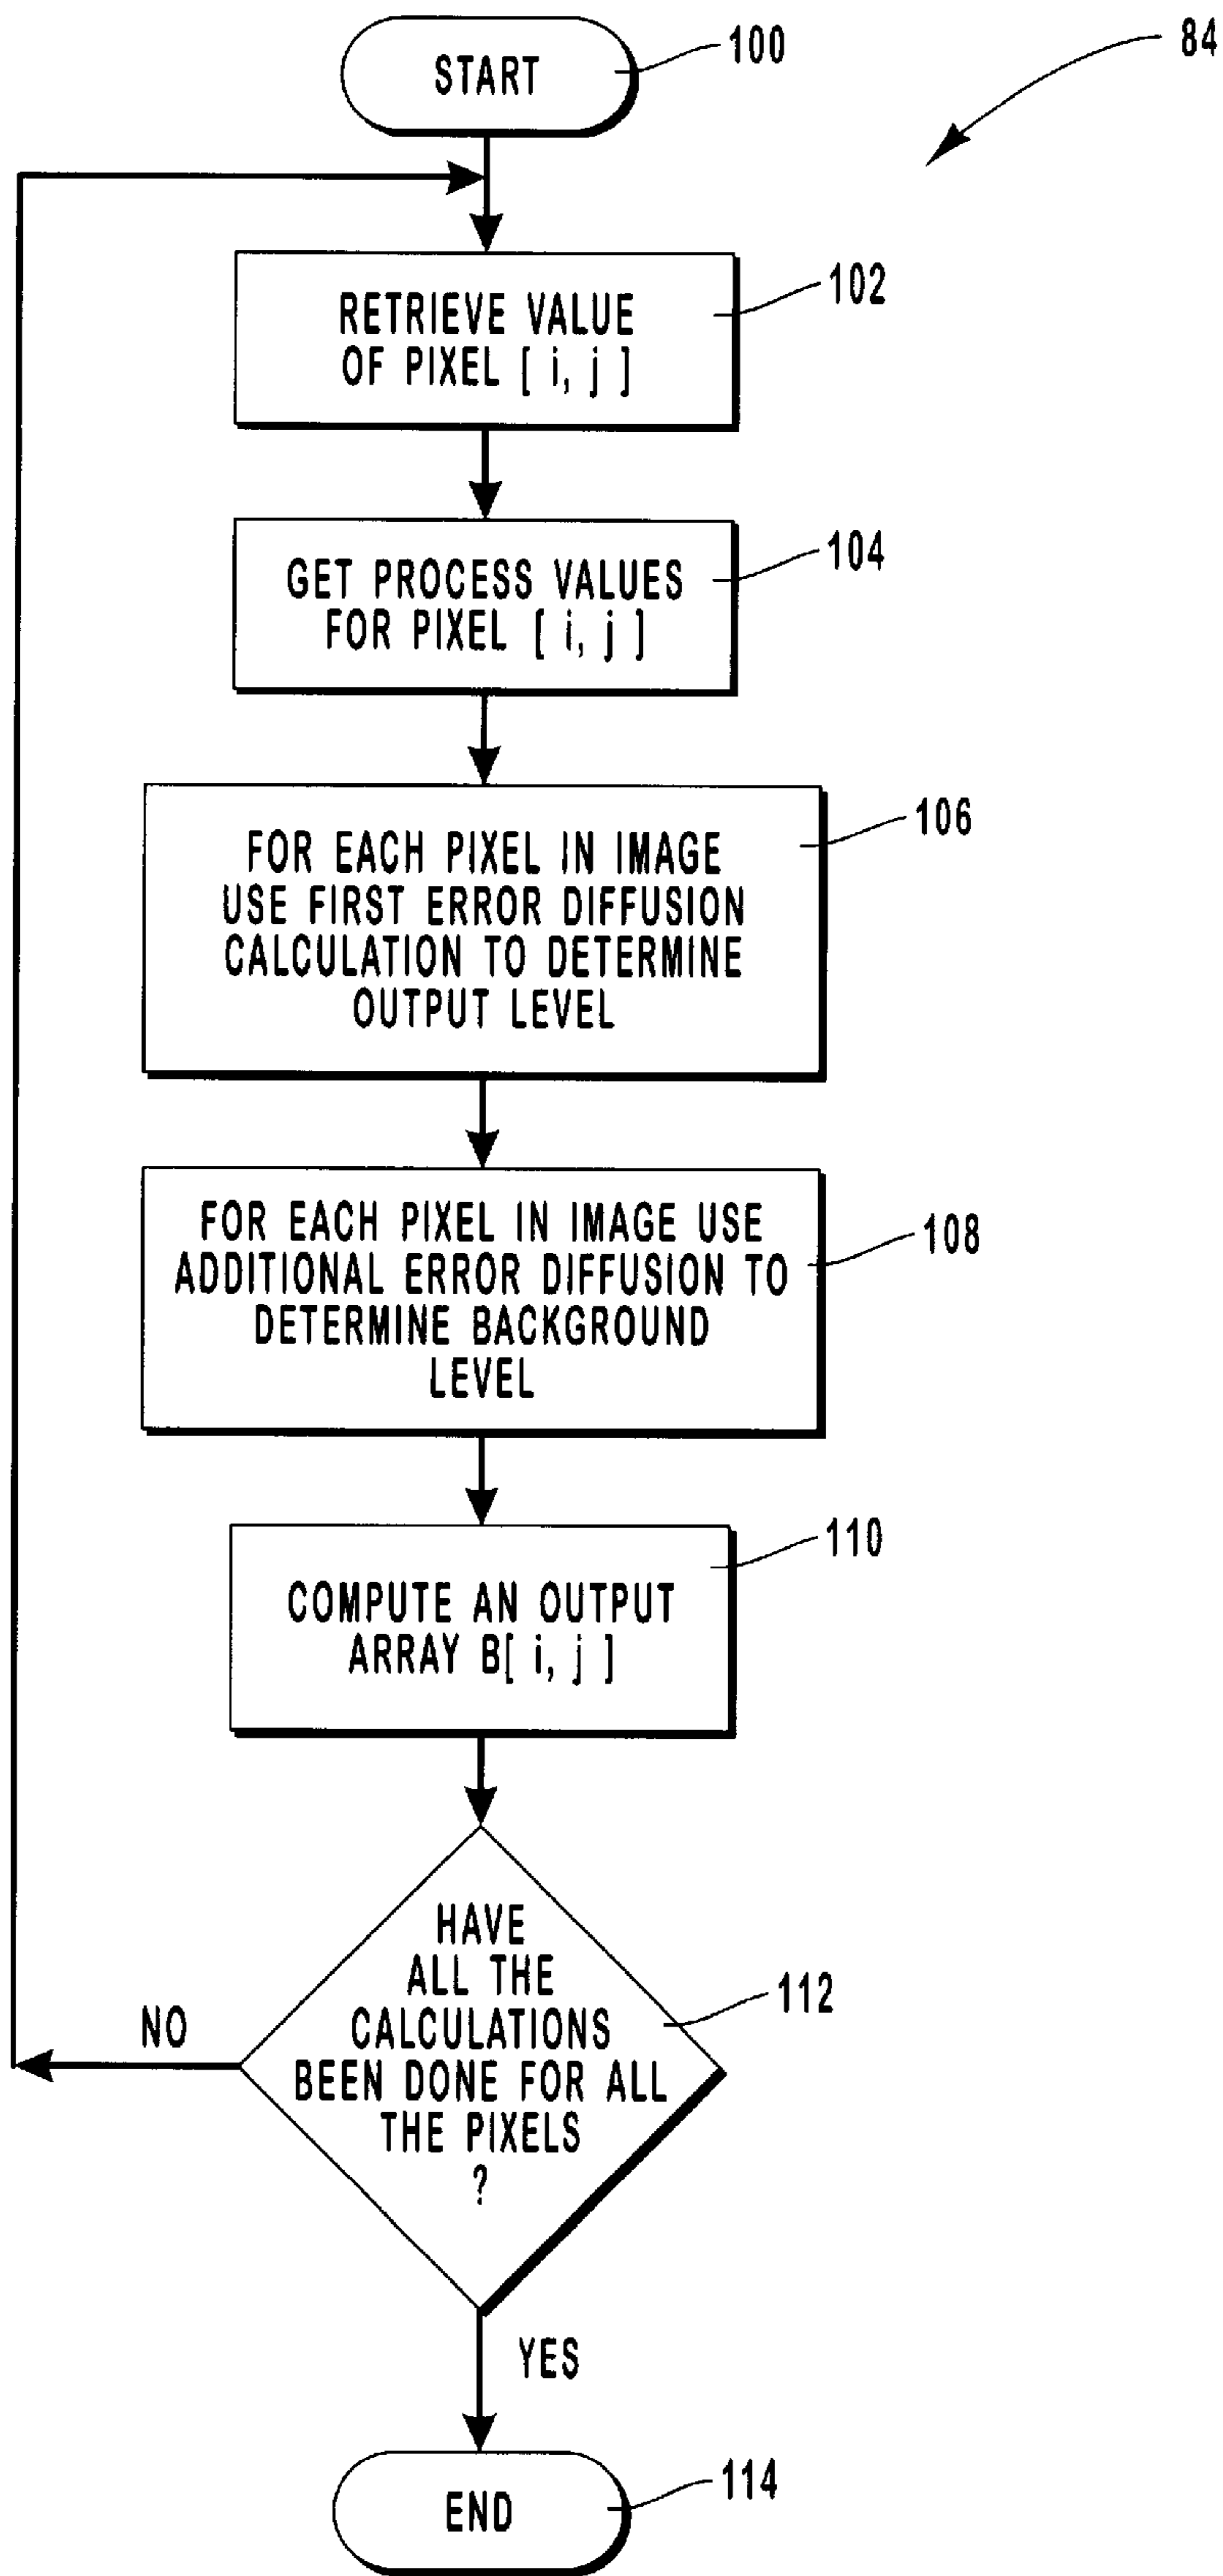 START
100
84
RETRIEVE VALUE
OF PIXEL [ i, j ]
102
GET PROCESS VALUES
FOR PIXEL [ i, j ]
104
FOR EACH PIXEL IN IMAGE
USE FIRST ERROR DIFFUSION
CALCULATION TO DETERMINE
OUTPUT LEVEL
106
FOR EACH PIXEL IN IMAGE USE
ADDITIONAL ERROR DIFFUSION TO
DETERMINE BACKGROUND
LEVEL
108
COMPUTE AN OUTPUT
ARRAY B[ i, j ]
110
HAVE
ALL THE
CALCULATIONS
BEEN DONE FOR ALL
THE PIXELS
?
112
NO
YES
END
114